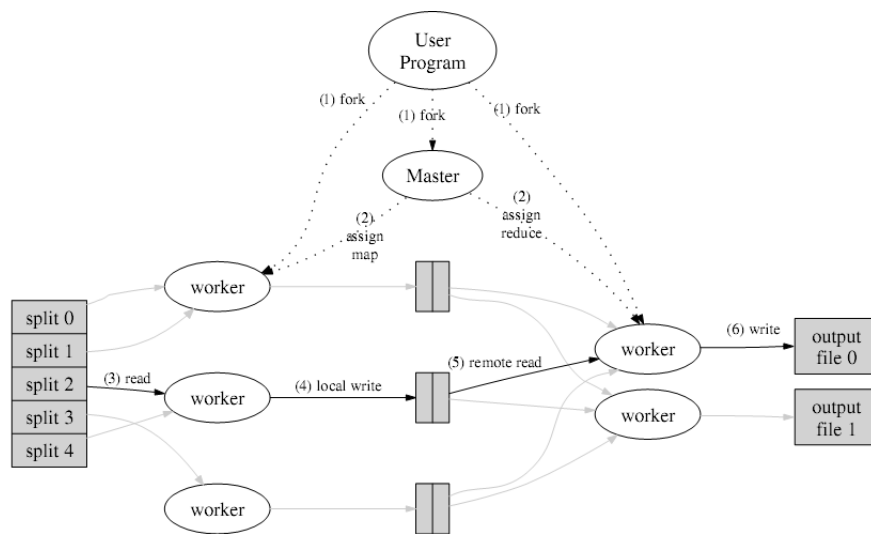 User
Program
(1) fork
(1) fork
(1) fork
Master
(2)
assign
map
(2)
assign
reduce
worker
split 0
split 1
split 2
split 3
split 4
(3) read
worker
(4) local write
(5) remote read
worker
(6) write
output
file 0
worker
output
file 1
worker